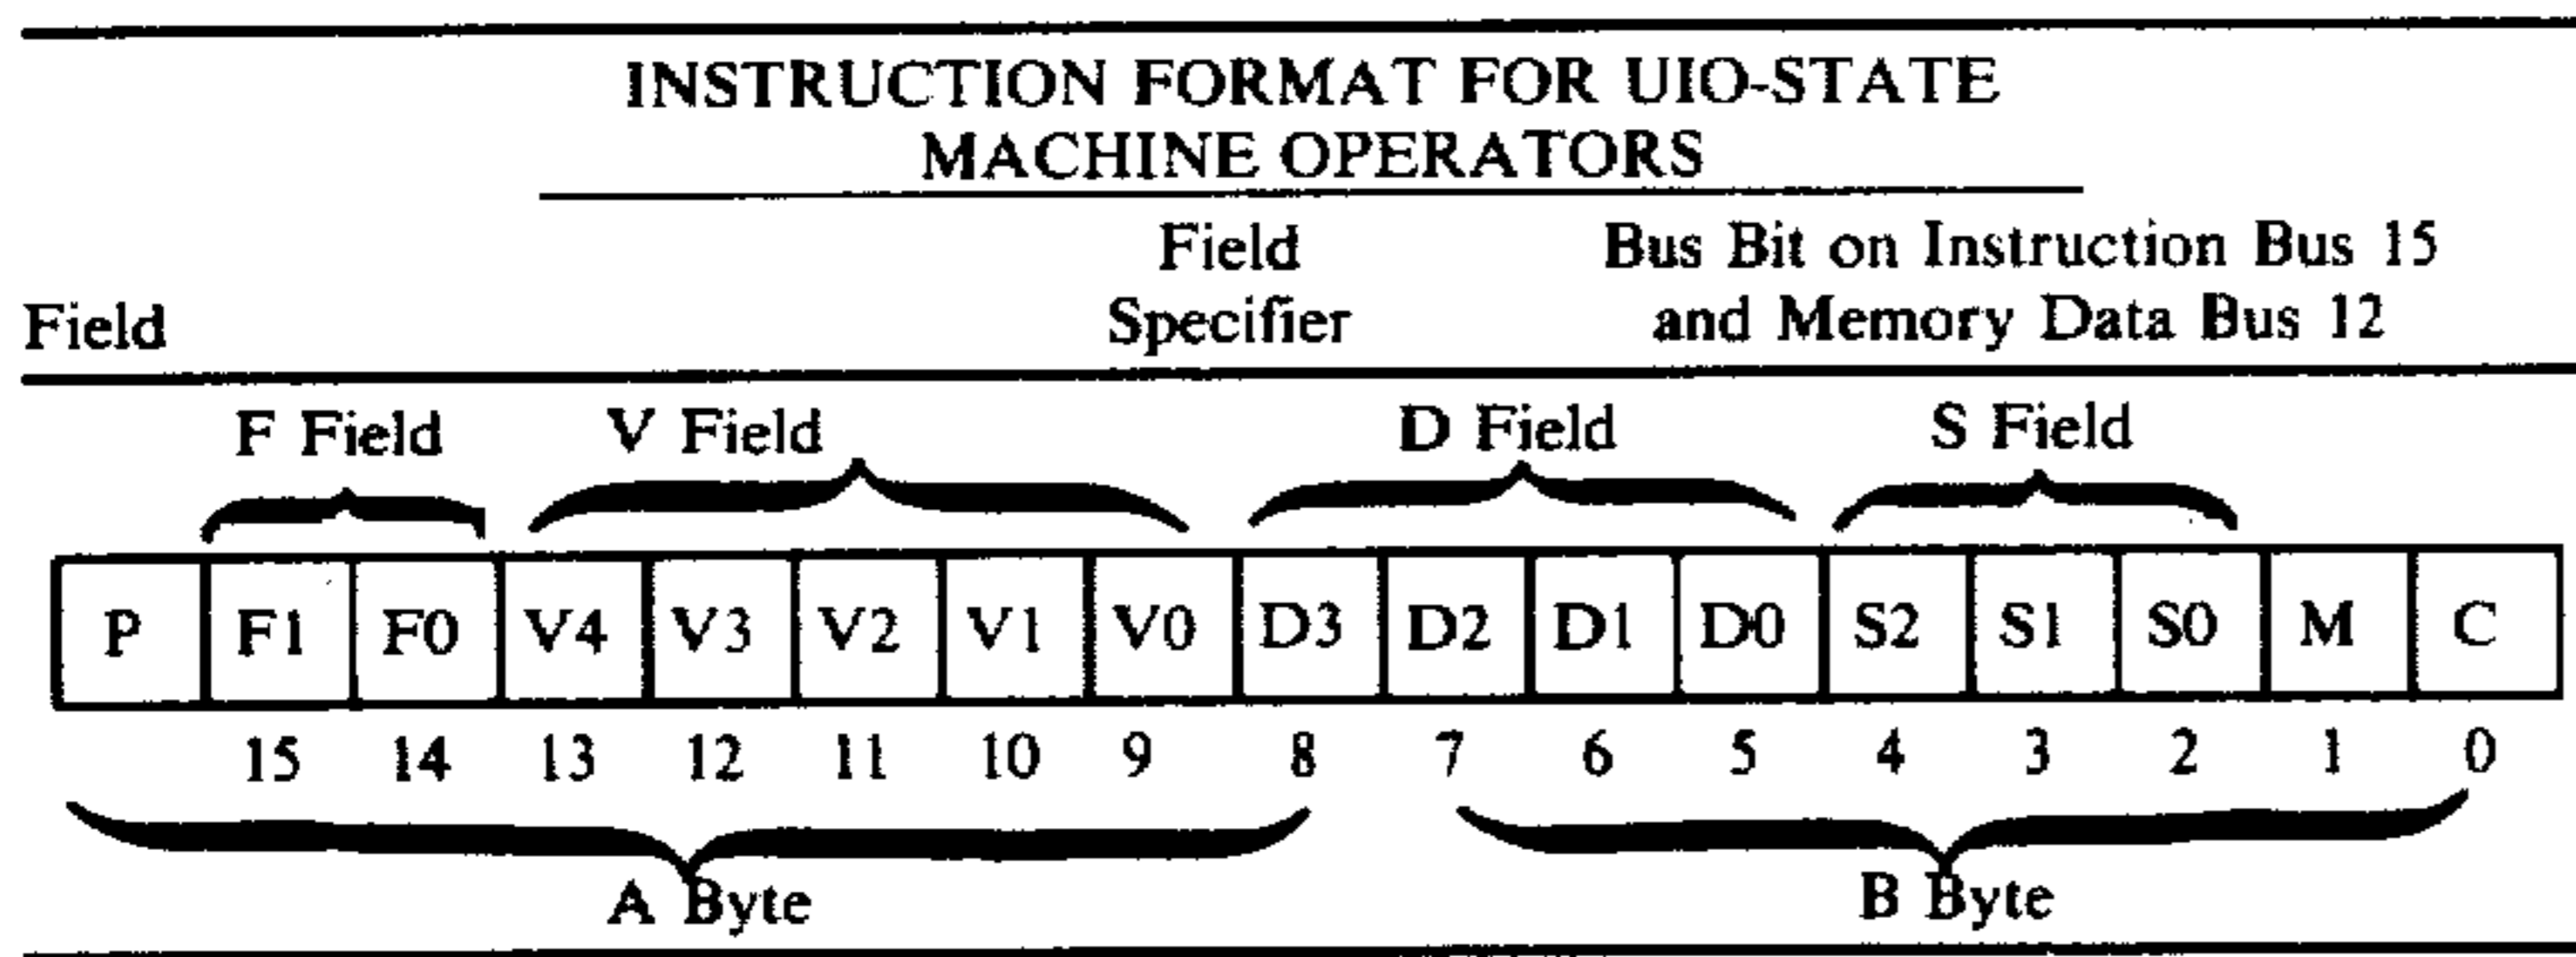 INSTRUCTION FORMAT FOR UIO-STATE
MACHINE OPERATORS
Field Bus Bit on Instruction Bus 15
Field Specifier and Memory Data Bus 12
F Field V Field D Field S Field
P F1 F0 V4 V3 V2 V1 V0 D3 D2 D1 D0 S2 S1 S0 M C
15 14 13 12 11 10 9 8 7 6 5 4 3 2 1 0
A Byte B Byte